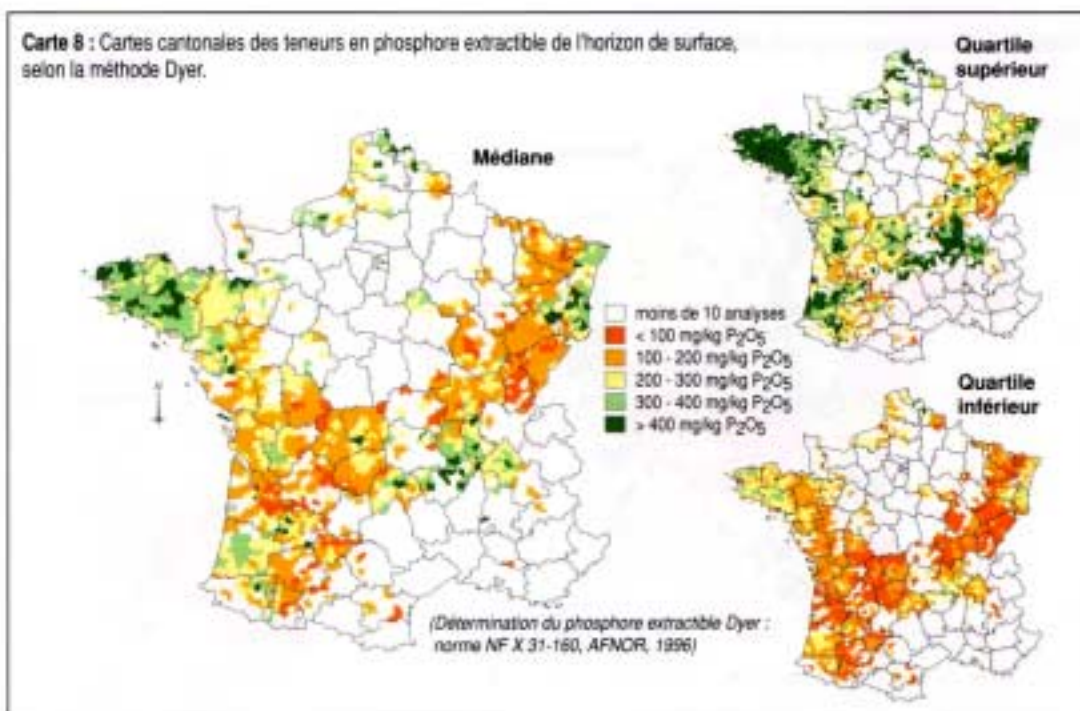 Carte 8 : Cartes cantonales des teneurs en phosphore extractible de l'horizon de surface,
selon la méthode Dyer.
Quartile
supérieur
Médiane
moins de 10 analyses
< 100 mg/kg P2O5
100 - 200 mg/kg P2O5
200 - 300 mg/kg P2O5
300 - 400 mg/kg P2O5
> 400 mg/kg P2O5
Quartile
inférieur
(Détermination du phosphore extractible Dyer :
norme NF X 31-160, AFNOR, 1996)